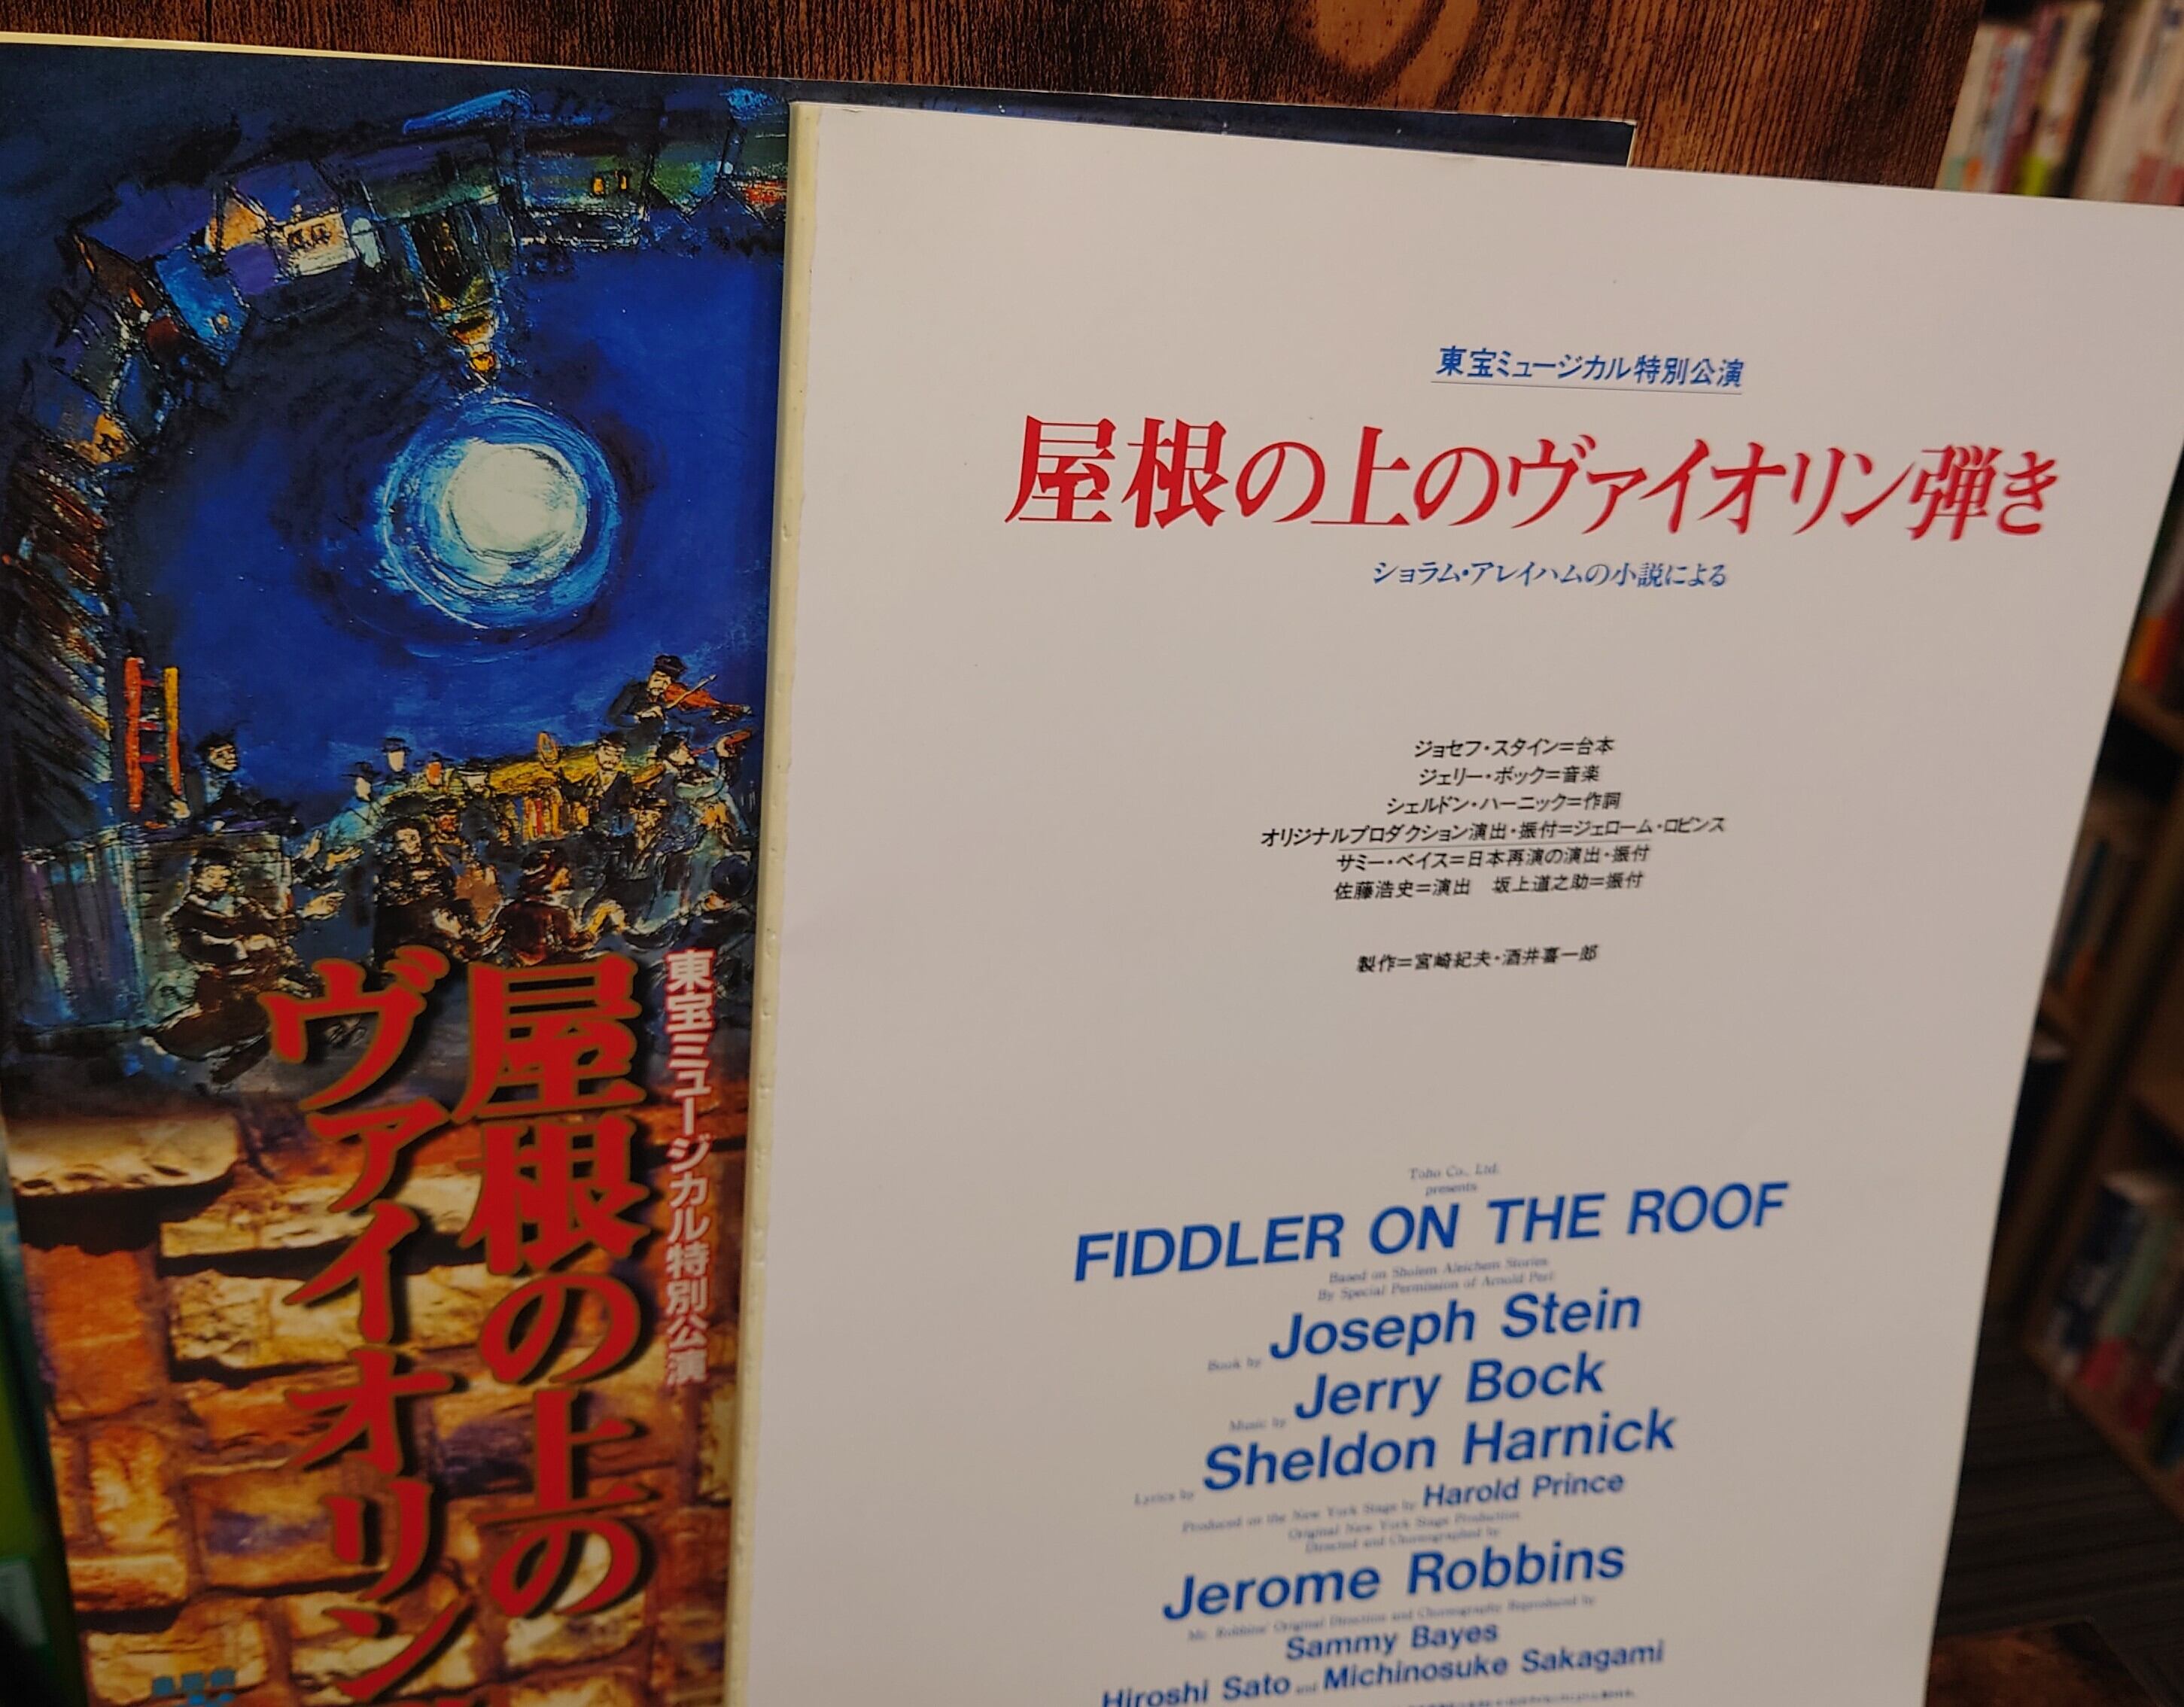 東宝ミュージカル特別公演
屋根の上の
ヴァイオリン
東宝ミュージカル特別公演
屋根の上のヴァイオリン弾き
ショラム・アレイハムの小説による
ジョセフ・スタイン=台本
ジェリー・ボック=音楽
シェルドン・ハーニック=作詞
オリジナルプロダクション演出・振付=ジェローム・ロビンス
サミー・ベイス=日本再演の演出・振付
佐藤浩史=演出　坂上道之助=振付
製作=宮崎紀夫・酒井喜一郎
Toho Co., Ltd.
presents
FIDDLER ON THE ROOF
Based on Sholem Aleichem Stories
By Special Permission of Arnold Perl
Book by Joseph Stein
Music by Jerry Bock
Lyrics by Sheldon Harnick
Produced on the New York Stage by Harold Prince
Original New York Stage Production
Directed and Choreographed by
Jerome Robbins
Mr. Robbins' Original Direction and Choreography Reproduced by
Sammy Bayes
Hiroshi Sato and Michinosuke Sakagami